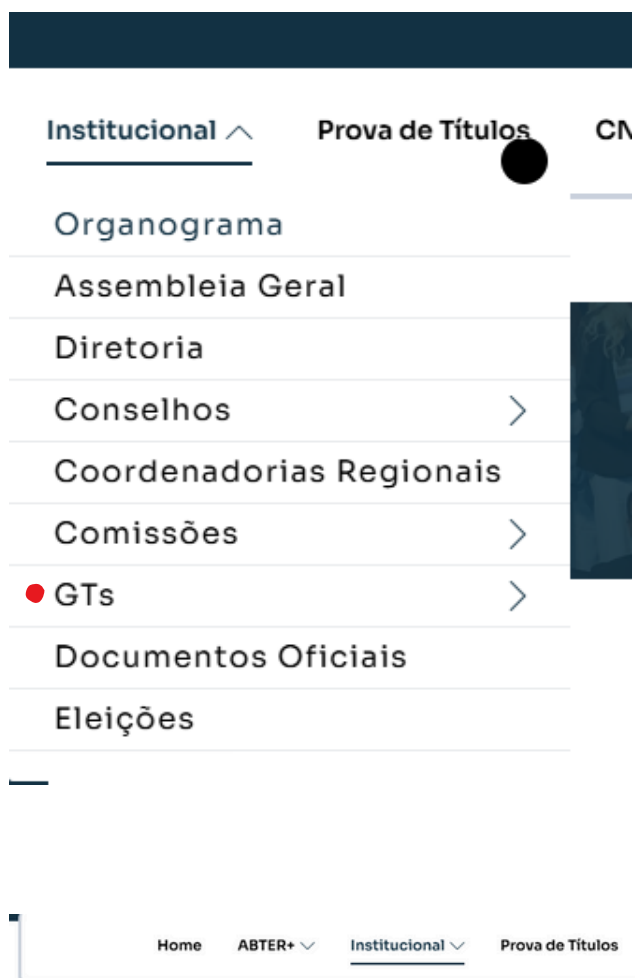 Institucional Prova de Títulos CN
Organograma
Assembleia Geral
Diretoria
Conselhos
Coordenadorias Regionais
Comissões
GTs
Documentos Oficiais
Eleições
Home ABTER+ Institucional Prova de Títulos